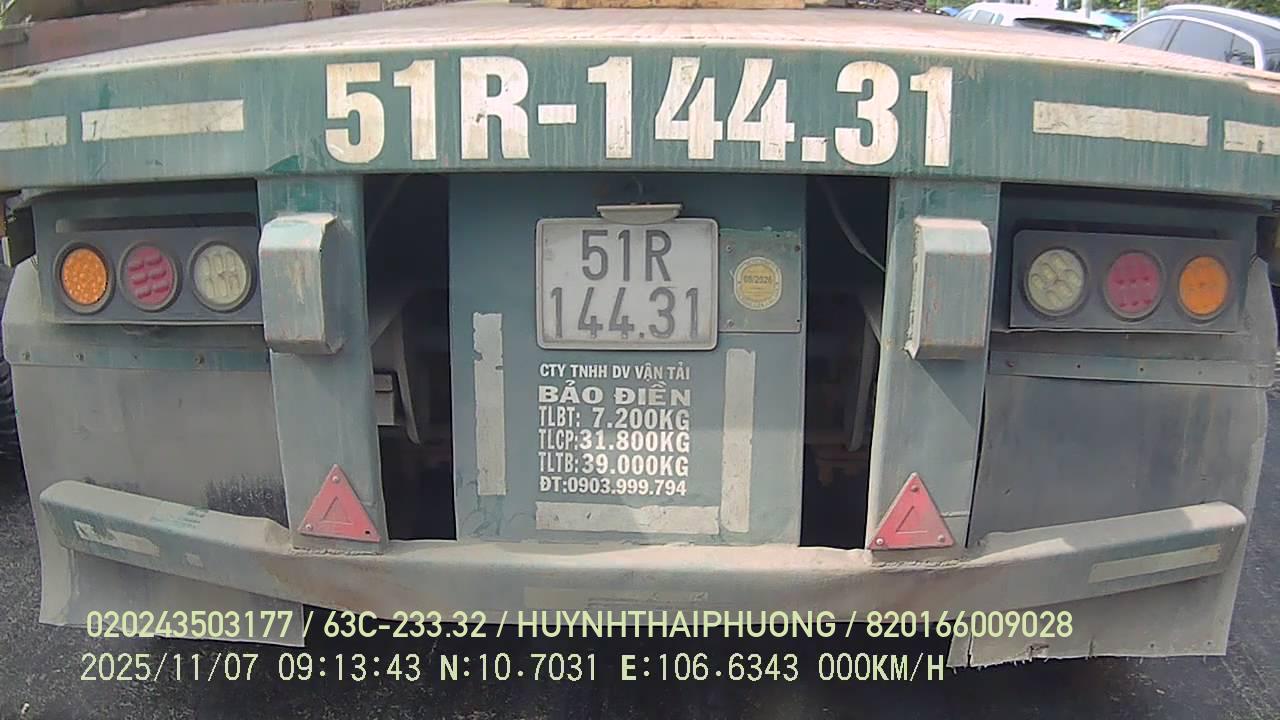 51R-144.31
51R
144.31
09/2026
CTY TNHH DV VẬN TẢI
BẢO ĐIỀN
TLBT: 7.200KG
TLCP:31.800KG
TLTB:39.000KG
ĐT:0903.999.794
020243503177 / 63C-233.32 / HUYNHTHAIPHUONG / 820166009028
2025/11/07 09:13:43 N:10.7031 E:106.6343 000KM/H